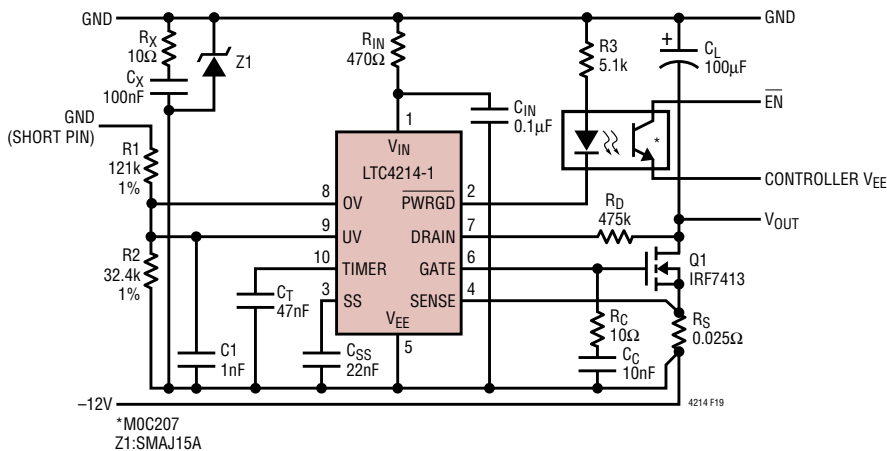 GND
GND
RX
10Ω
Z1
CX
100nF
RIN
470Ω
R3
5.1k
+
CL
100µF
GND
(SHORT PIN)
CIN
0.1µF
EN
*
R1
121k
1%
1
VIN
LTC4214-1
8
OV
PWRGD
2
CONTROLLER VEE
9
UV
DRAIN
7
RD
475k
VOUT
R2
32.4k
1%
10
TIMER
GATE
6
Q1
IRF7413
3
SS
SENSE
4
VEE
5
CT
47nF
RC
10Ω
RS
0.025Ω
C1
1nF
CSS
22nF
CC
10nF
–12V
4214 F19
*M0C207
Z1:SMAJ15A